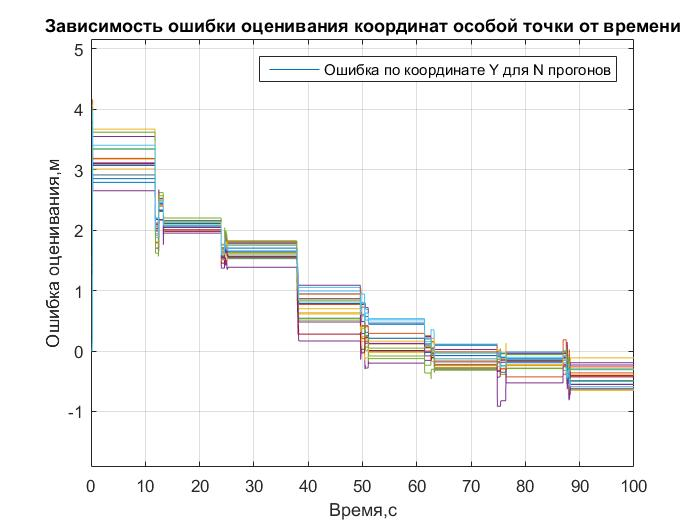 Зависимость ошибки оценивания координат особой точки от времени
Ошибка по координате Y для N прогонов
Ошибка оценивания,м
5
4
3
2
1
0
-1
0 10 20 30 40 50 60 70 80 90 100
Время,с